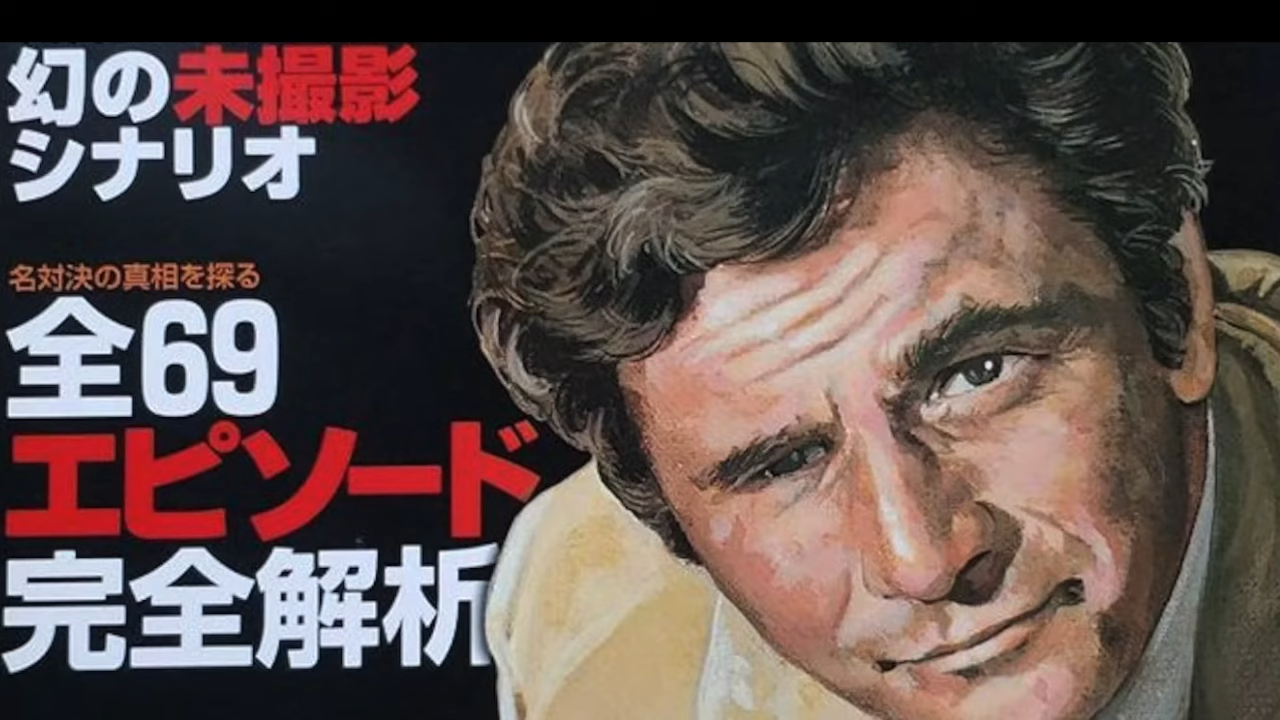 幻の未撮影
シナリオ
名対決の真相を探る
全69
エピソード
完全解析